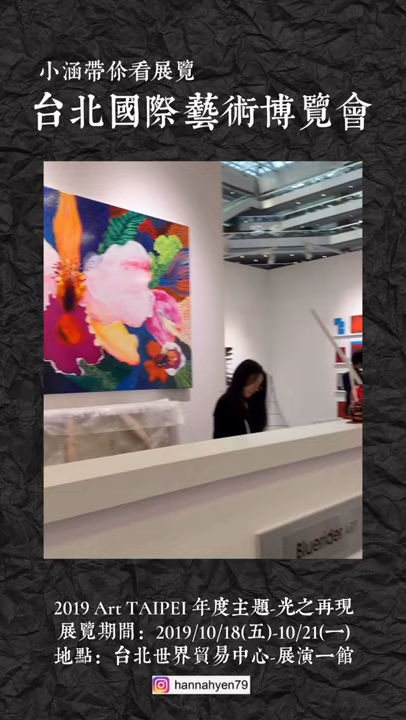 小涵帶你看展覽
台北國際藝術博覽會
2019 Art TAIPEI 年度主題-光之再現
展覽期間：2019/10/18(五)-10/21(一)
地點：台北世界貿易中心-展演一館
hannahyen79